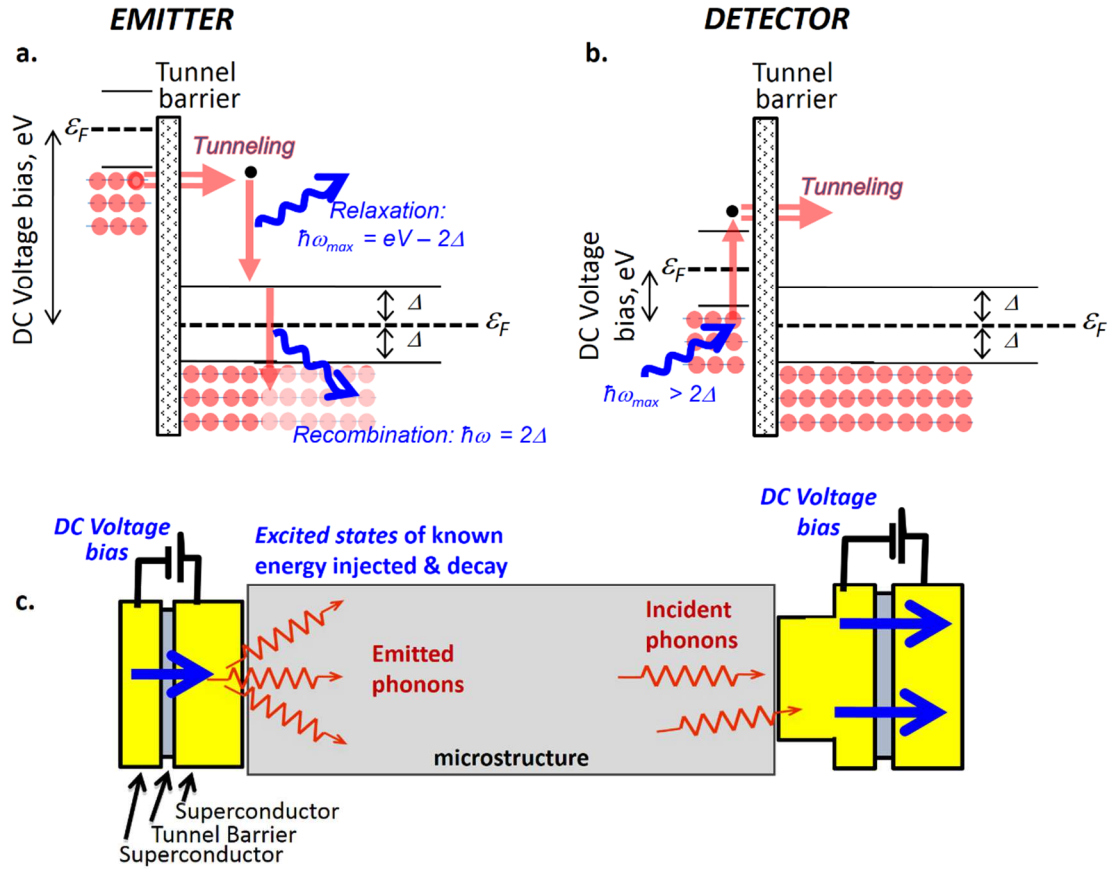 EMITTER
DETECTOR
a.
Tunnel
barrier
DC Voltage bias, eV
εF
Tunneling
Relaxation:
ħωmax = eV – 2Δ
Δ
Δ
εF
Recombination: ħω = 2Δ
b.
Tunnel
barrier
Tunneling
DC Voltage
bias, eV
εF
Δ
Δ
εF
ħωmax > 2Δ
DC Voltage
bias
Excited states of known
energy injected & decay
DC Voltage
bias
c.
Emitted
phonons
Incident
phonons
microstructure
Superconductor
Tunnel Barrier
Superconductor